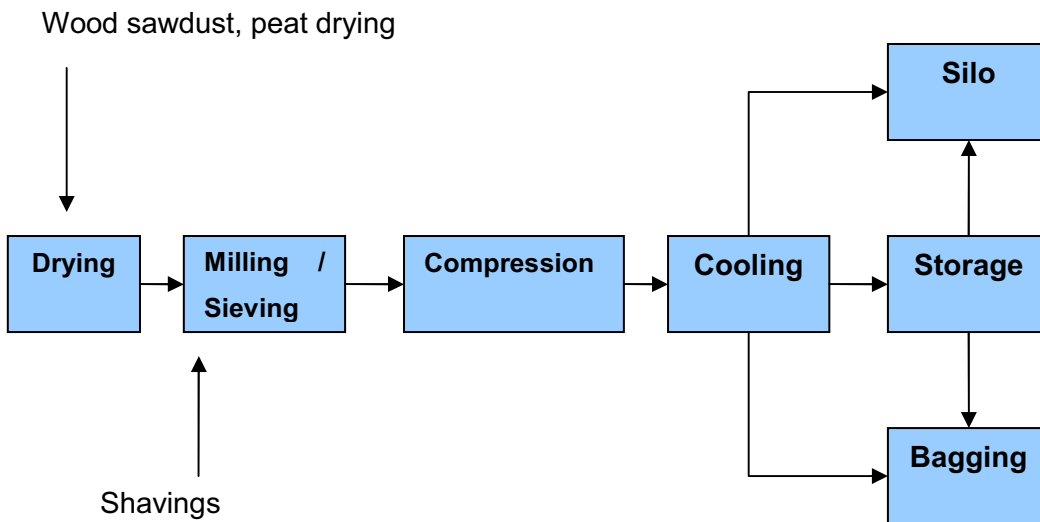 Wood sawdust, peat drying
Silo
Drying
Milling /
Sieving
Compression
Cooling
Storage
Bagging
Shavings